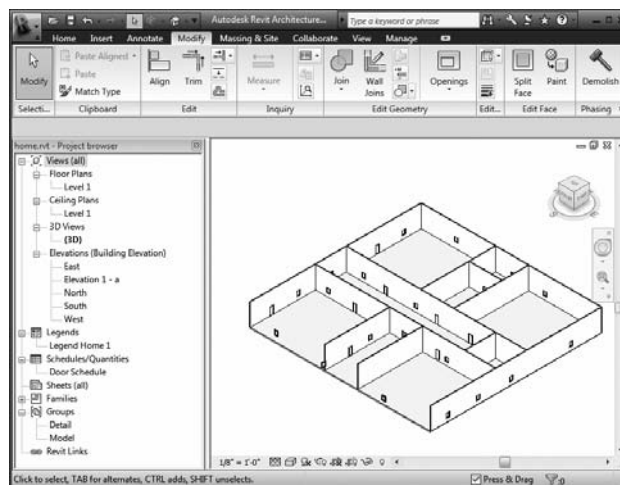 Autodesk Revit Architecture... Type a keyword or phrase
Home Insert Annotate Modify Massing & Site Collaborate View Manage
Modify
Paste Aligned
Paste
Match Type
Align Trim Measure Join Wall Joins Openings Split Face Paint Demolish
Selecti... Clipboard Edit Inquiry Edit Geometry Edit... Edit Face Phasing
home.rvt - Project browser
Views (all)
Floor Plans
Level 1
Ceiling Plans
Level 1
3D Views
(3D)
Elevations (Building Elevation)
East
Elevation 1 - a
North
South
West
Legends
Legend Home 1
Schedules/Quantities
Door Schedule
Sheets (all)
Families
Groups
Detail
Model
Revit Links
1/8" = 1'-0"
Click to select, TAB for alternates, CTRL adds, SHIFT unselects. Press & Drag :0